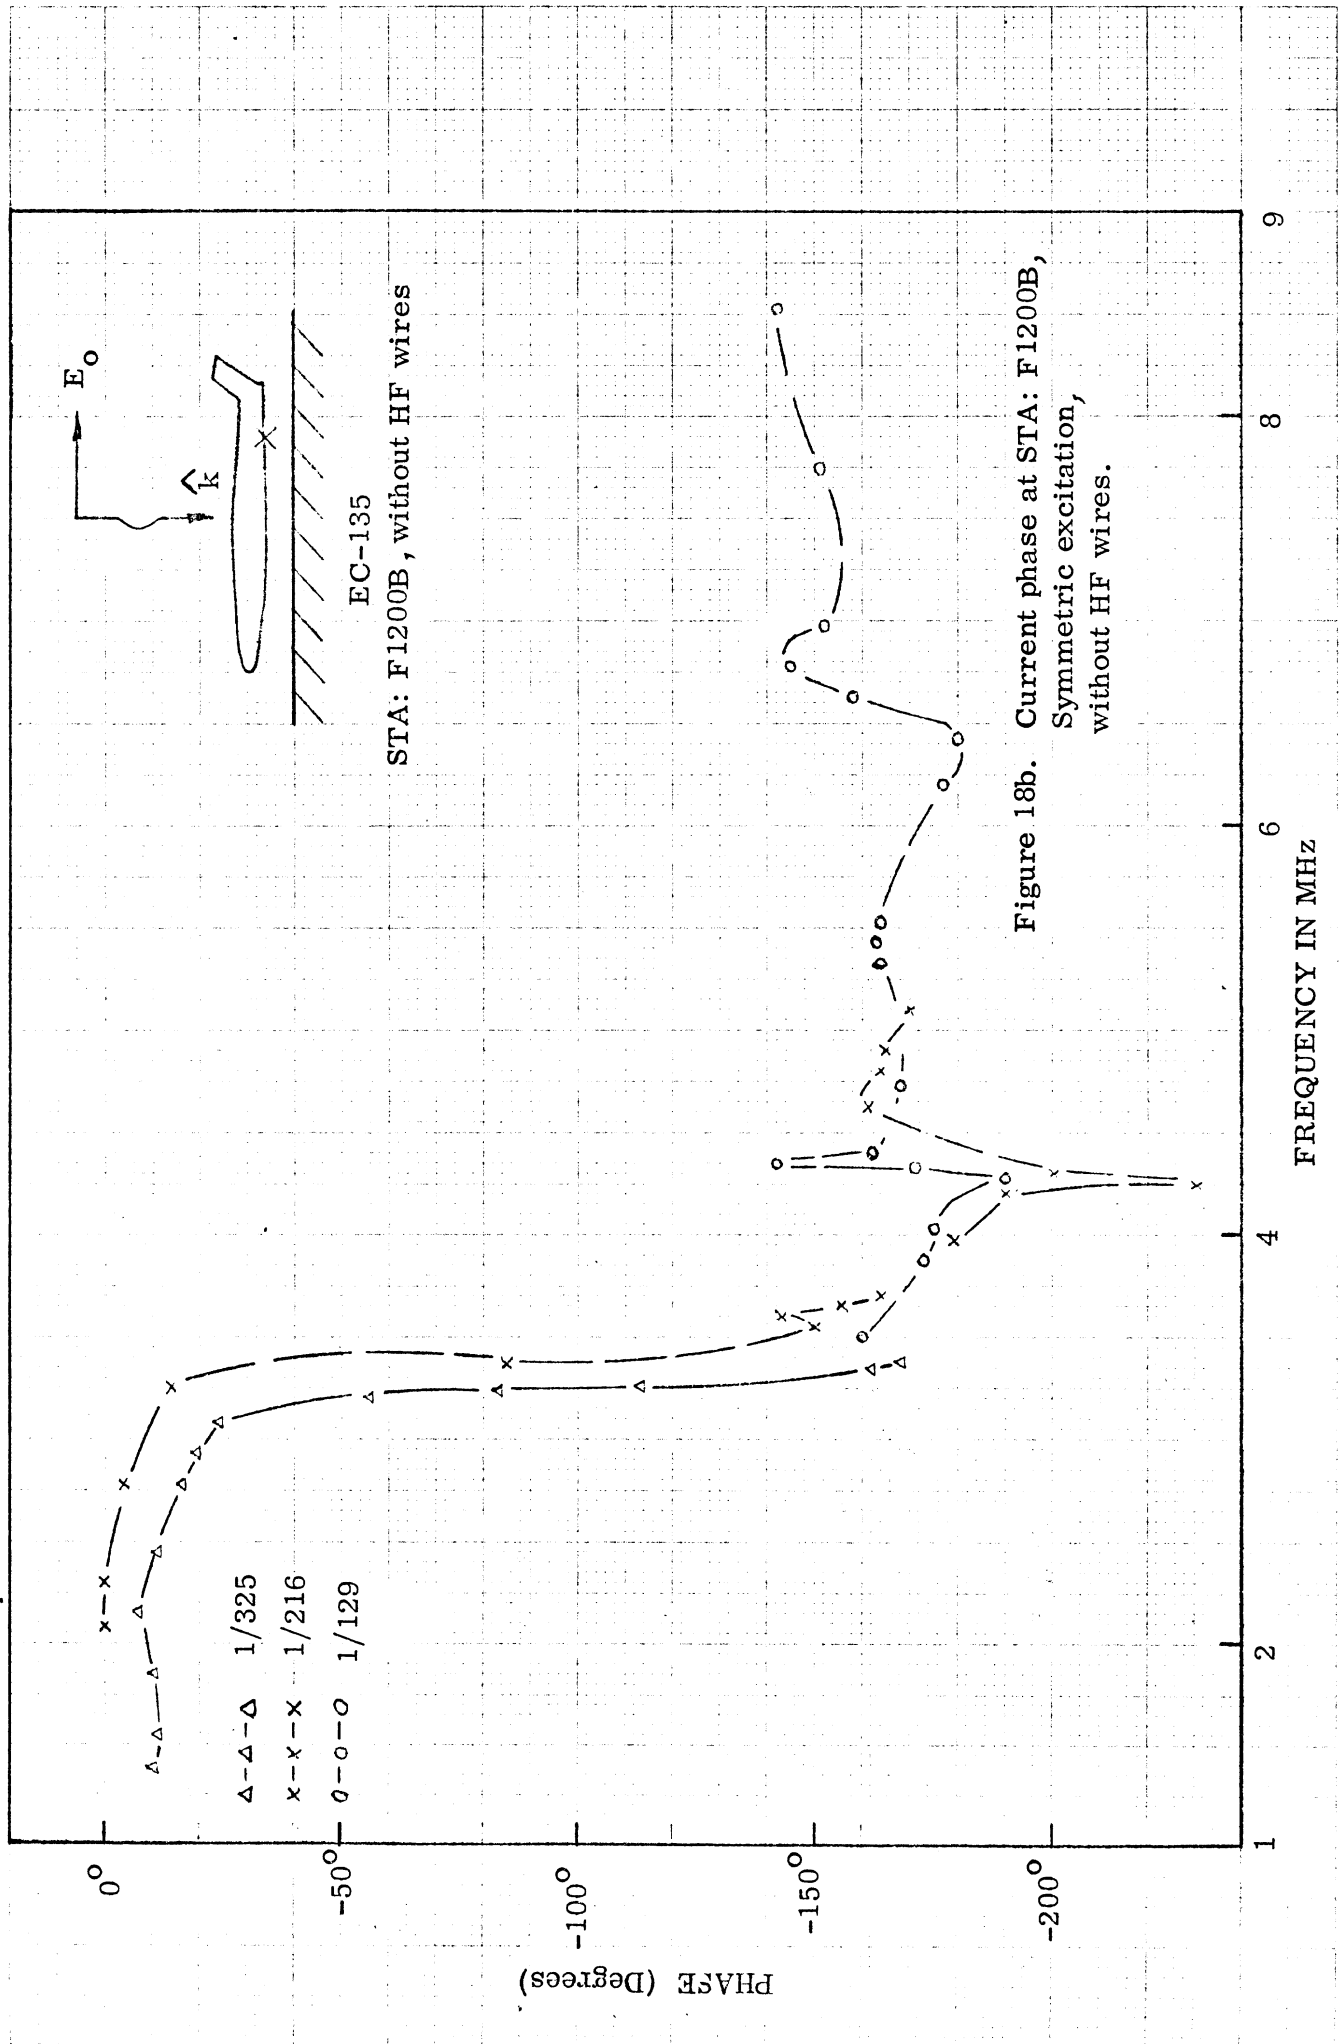 E
o
k
EC-135
STA: F1200B, without HF wires
Δ-Δ-Δ 1/325
x-x-x 1/216
o-o-o 1/129
0°
-50°
-100°
-150°
-200°
PHASE (Degrees)
1
2
4
6
8
9
FREQUENCY IN MHz
Figure 18b. Current phase at STA: F1200B,
Symmetric excitation,
without HF wires.